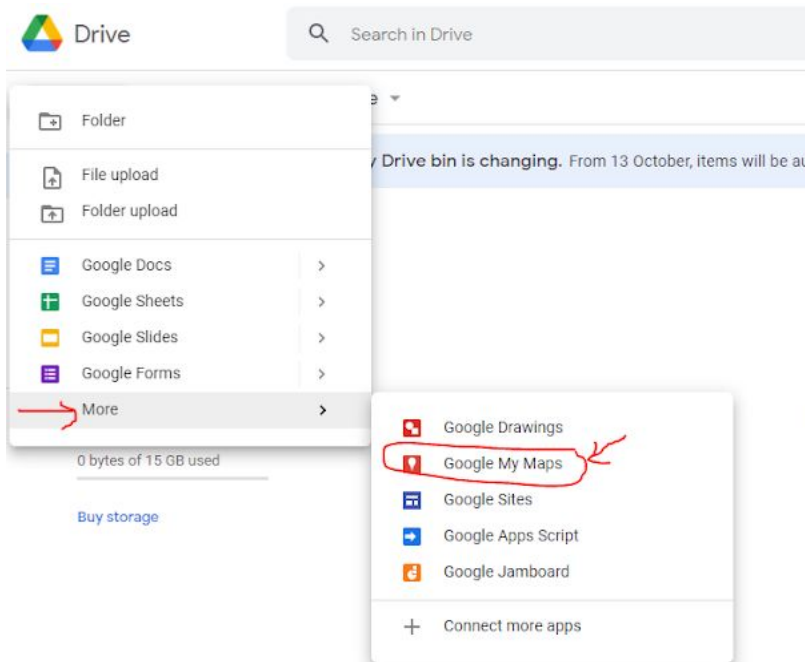 Drive
Search in Drive
e
y Drive bin is changing. From 13 October, items will be au
Folder
File upload
Folder upload
Google Docs
Google Sheets
Google Slides
Google Forms
More
0 bytes of 15 GB used
Buy storage
Google Drawings
Google My Maps
Google Sites
Google Apps Script
Google Jamboard
Connect more apps